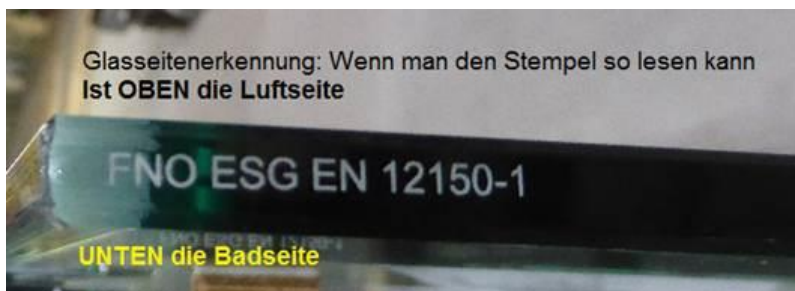 Glasseitenerkennung: Wenn man den Stempel so lesen kann
Ist OBEN die Luftseite
FNO ESG EN 12150-1
UNTEN die Badseite